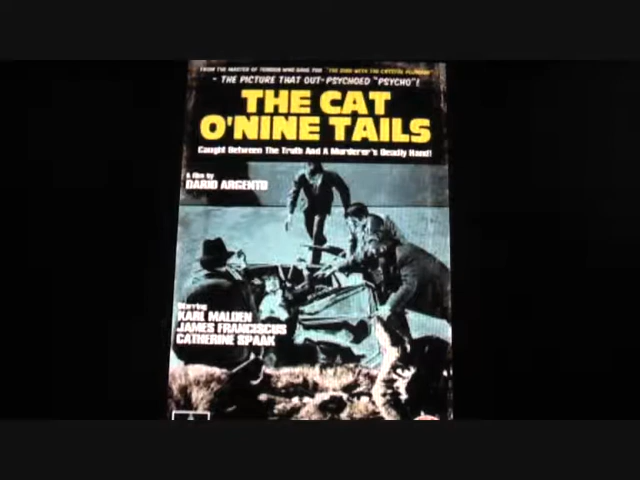 FROM THE MASTER OF HORROR WHO GAVE YOU "THE BIRD WITH THE CRYSTAL PLUMAGE"
- THE PICTURE THAT OUT-PSYCHOED "PSYCHO"!
THE CAT
O'NINE TAILS
Caught Between The Truth And A Murderer's Deadly Hand!
A film by
DARIO ARGENTO
Starring
KARL MALDEN
JAMES FRANCISCUS
CATHERINE SPAAK